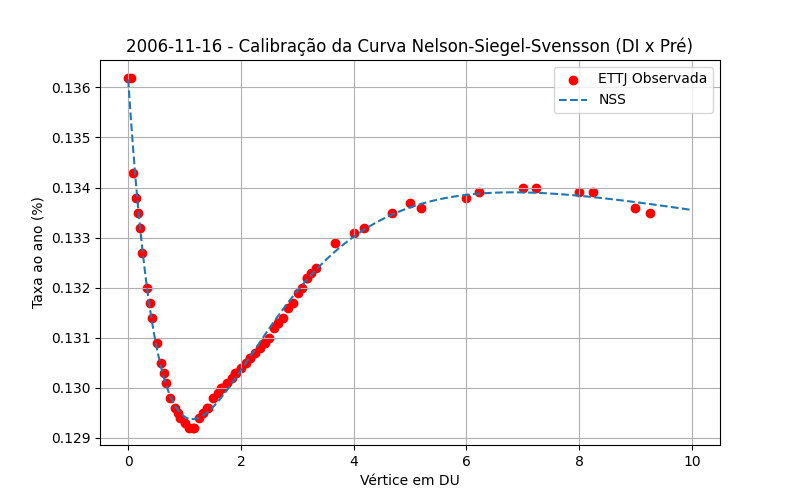 2006-11-16 - Calibração da Curva Nelson-Siegel-Svensson (DI x Pré)
ETTJ Observada
NSS
Taxa ao ano (%)
0.136
0.135
0.134
0.133
0.132
0.131
0.130
0.129
0 2 4 6 8 10
Vértice em DU